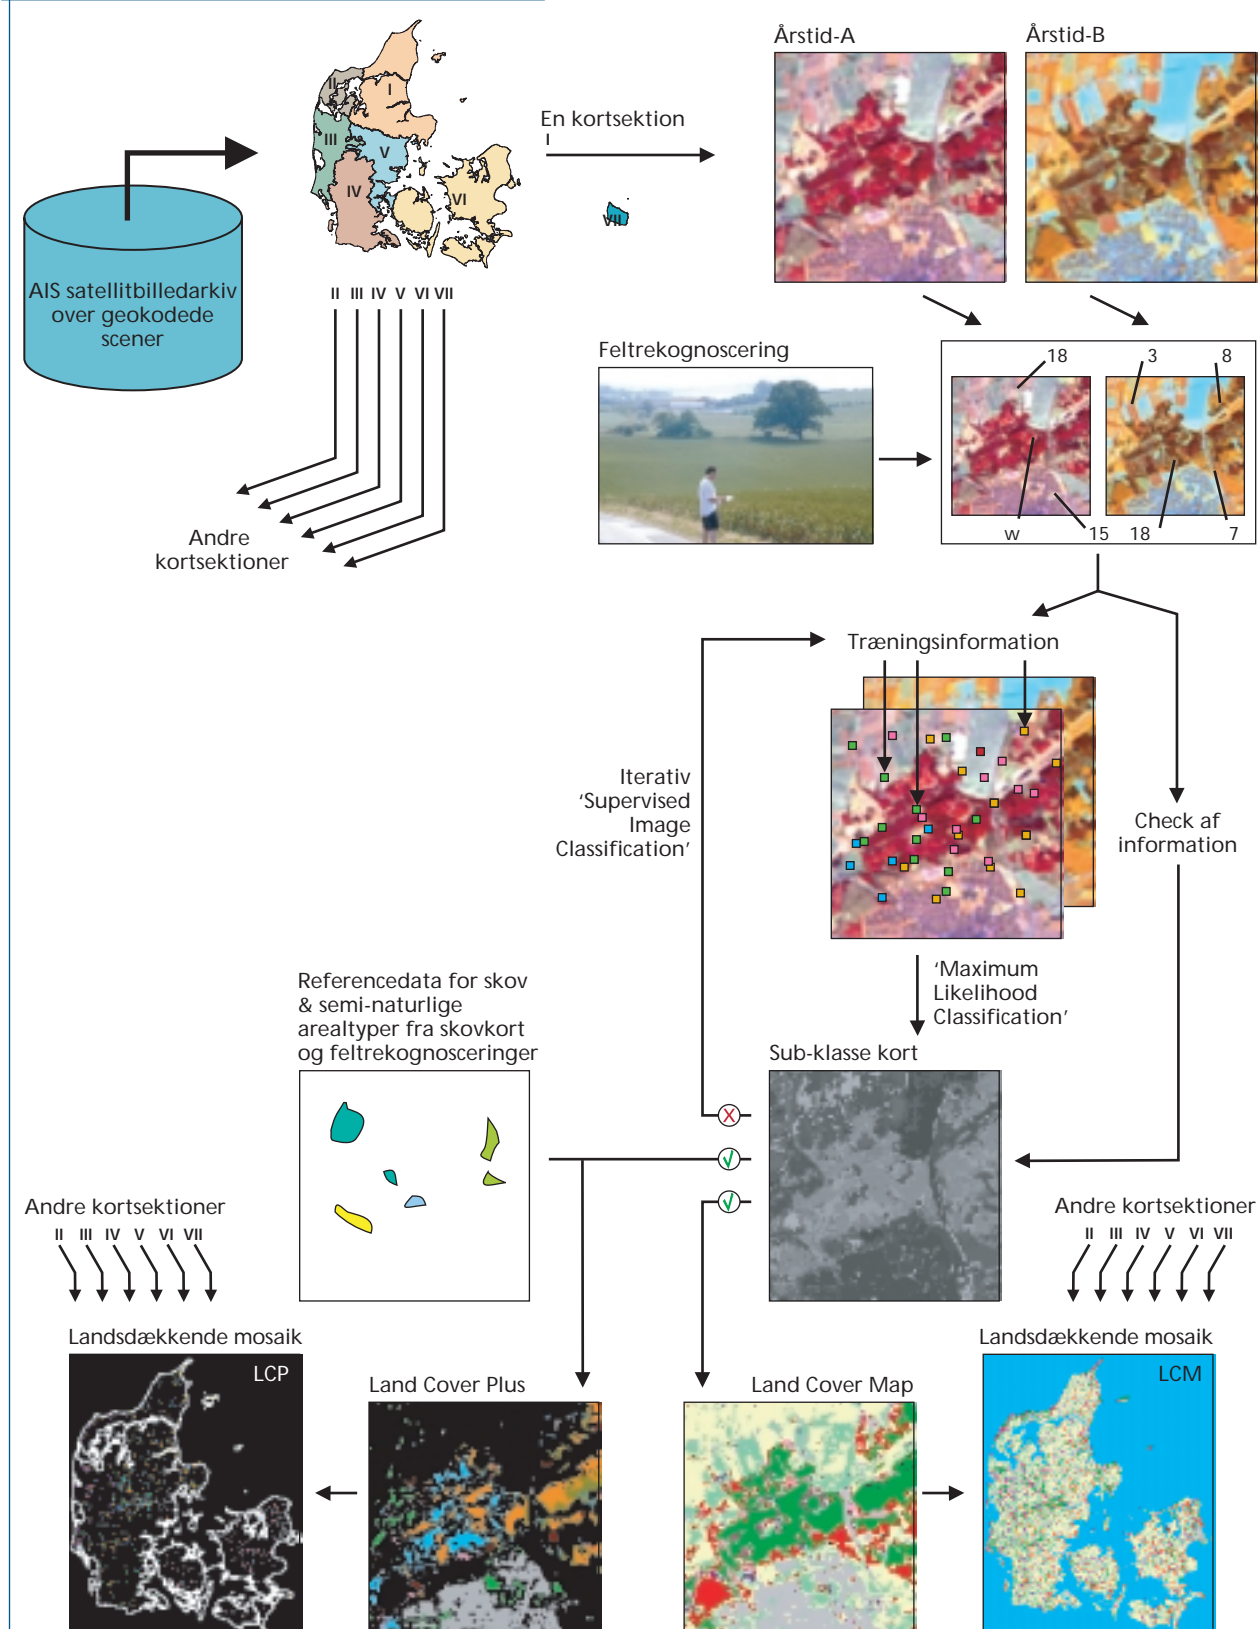 Årstid-A
Årstid-B
II
I
III
V
IV
VI
VII
En kortsektion
I
AIS satellitbilledarkiv
over geokodede
scener
II III IV V VI VII
Andre
kortsektioner
Feltrekognoscering
18
3
8
w
15
18
7
Træningsinformation
Iterativ
‘Supervised
Image
Classification’
Check af
information
‘Maximum
Likelihood
Classification’
Referencedata for skov
& semi-naturlige
arealtyper fra skovkort
og feltrekognosceringer
Sub-klasse kort
X
√
√
Andre kortsektioner
II III IV V VI VII
Andre kortsektioner
II III IV V VI VII
Landsdækkende mosaik
LCP
Land Cover Plus
Land Cover Map
Landsdækkende mosaik
LCM